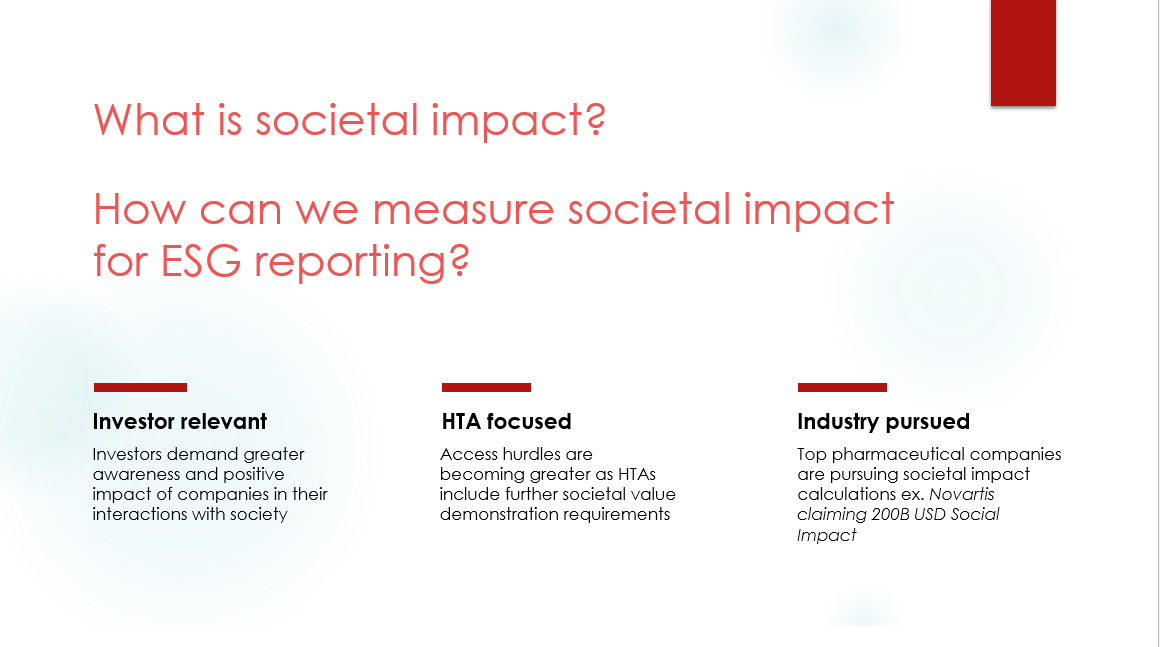 What is societal impact?
How can we measure societal impact
for ESG reporting?
Investor relevant
Investors demand greater
awareness and positive
impact of companies in their
interactions with society
HTA focused
Access hurdles are
becoming greater as HTAs
include further societal value
demonstration requirements
Industry pursued
Top pharmaceutical companies
are pursuing societal impact
calculations ex. Novartis
claiming 200B USD Social
Impact